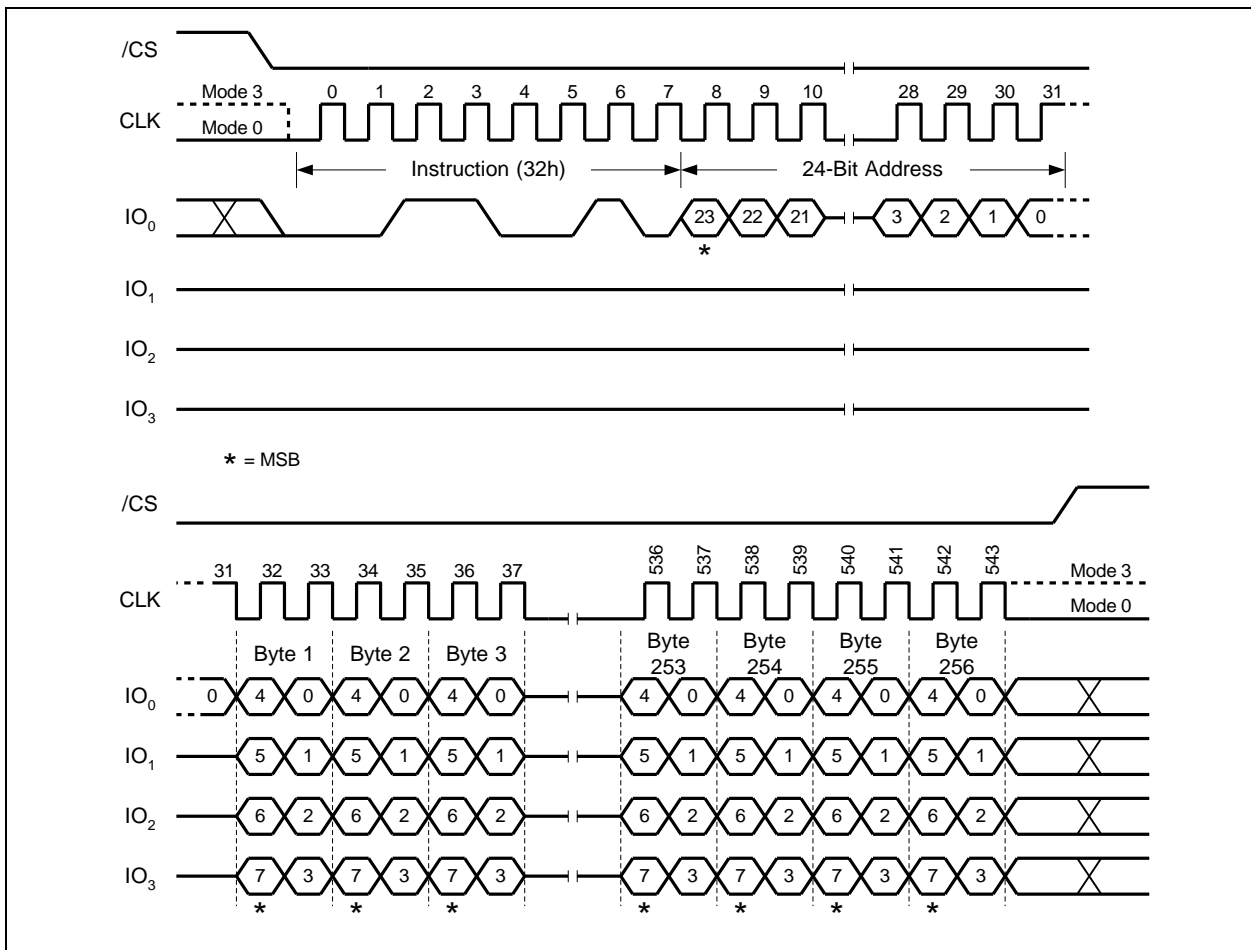 /CS
Mode 3 0 1 2 3 4 5 6 7 8 9 10 28 29 30 31
CLK
Mode 0
Instruction (32h) 24-Bit Address
IO0 23 22 21 3 2 1 0
*
IO1
IO2
IO3
* = MSB
/CS
31 32 33 34 35 36 37 536 537 538 539 540 541 542 543
Mode 3
CLK
Mode 0
Byte 1 Byte 2 Byte 3 Byte 253 Byte 254 Byte 255 Byte 256
IO0 0 4 0 4 0 4 0 4 0 4 0 4 0 4 0
IO1 5 1 5 1 5 1 5 1 5 1 5 1 5 1
IO2 6 2 6 2 6 2 6 2 6 2 6 2 6 2
IO3 7 3 7 3 7 3 7 3 7 3 7 3 7 3
* * * * * * *